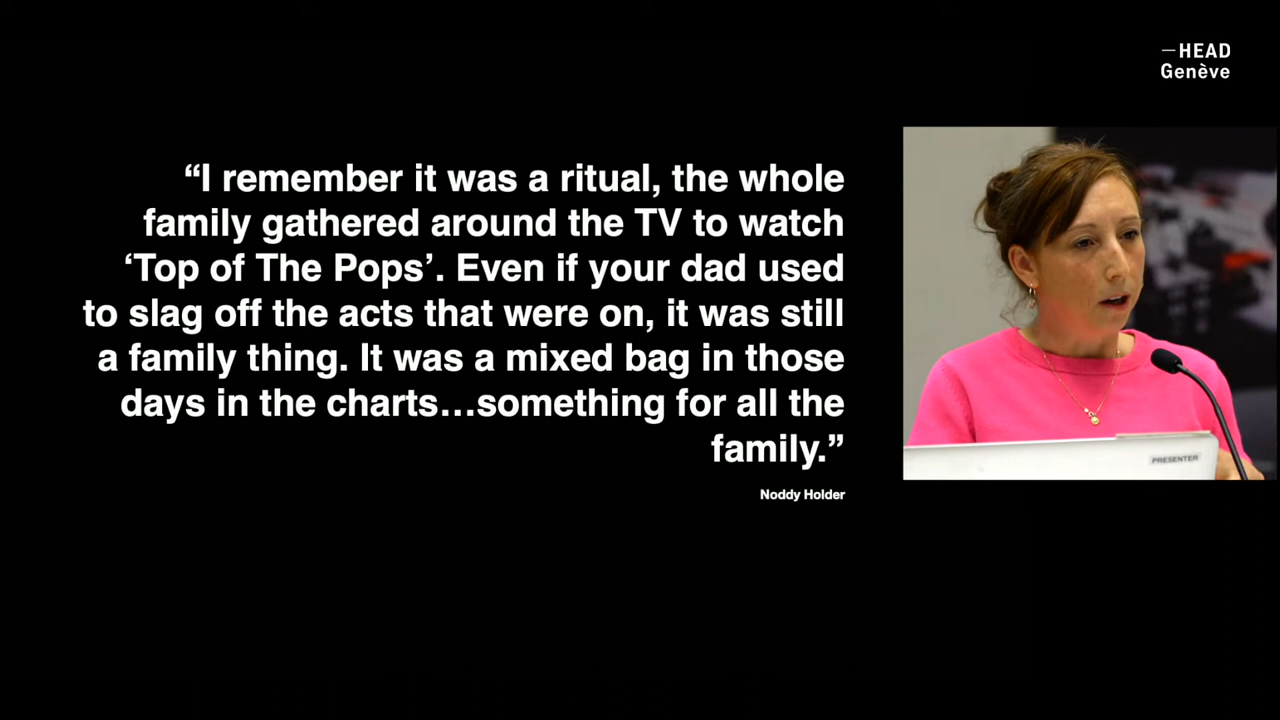 —HEAD
Genève
“I remember it was a ritual, the whole
family gathered around the TV to watch
‘Top of The Pops’. Even if your dad used
to slag off the acts that were on, it was still
a family thing. It was a mixed bag in those
days in the charts…something for all the
family.”
Noddy Holder
PRESENTER